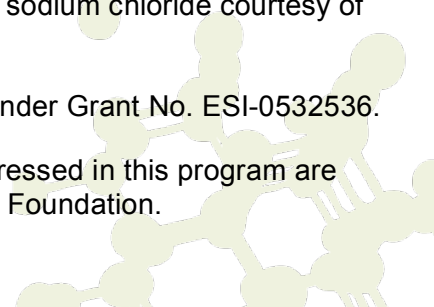 sodium chloride courtesy of
nder Grant No. ESI-0532536.
ressed in this program are
Foundation.